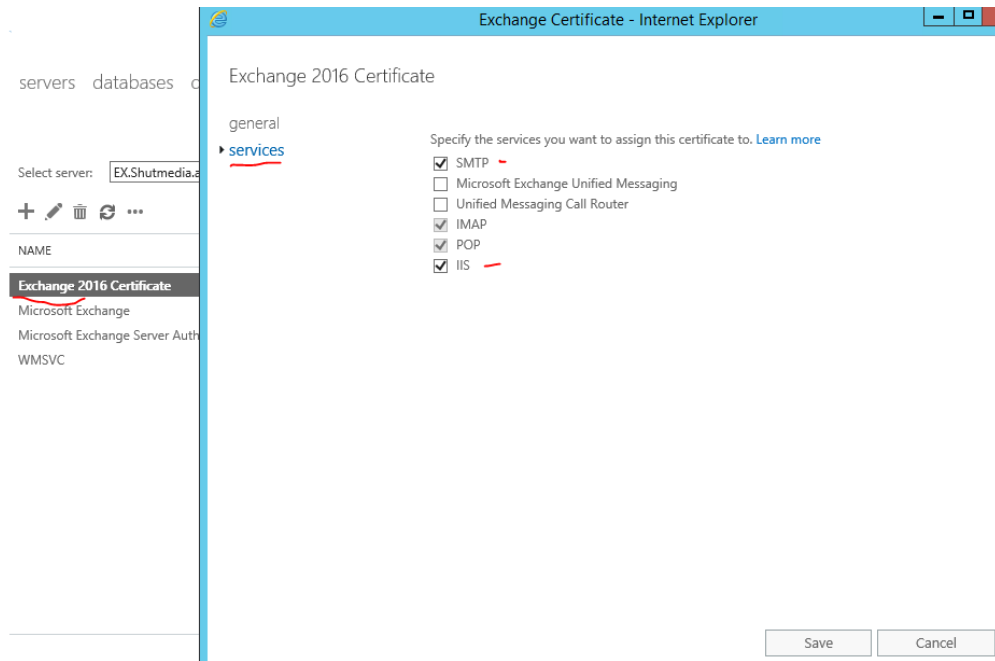 Exchange Certificate - Internet Explorer
servers databases
Exchange 2016 Certificate
general
services
Specify the services you want to assign this certificate to. Learn more
SMTP
Microsoft Exchange Unified Messaging
Unified Messaging Call Router
IMAP
POP
IIS
Select server: EX.Shutmedia.a
NAME
Exchange 2016 Certificate
Microsoft Exchange
Microsoft Exchange Server Auth
WMSVC
Save Cancel